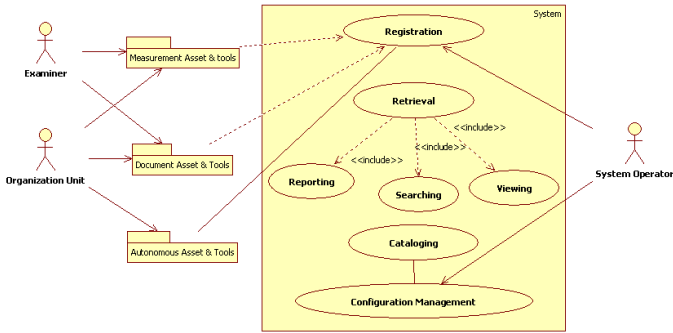 System
Registration
Measurement Asset & tools
Examiner
Retrieval
<<include>>
Organization Unit
Document Asset & Tools
<<include>>
<<include>>
Reporting
Searching
Viewing
System Operator
Cataloging
Autonomous Asset & Tools
Configuration Management